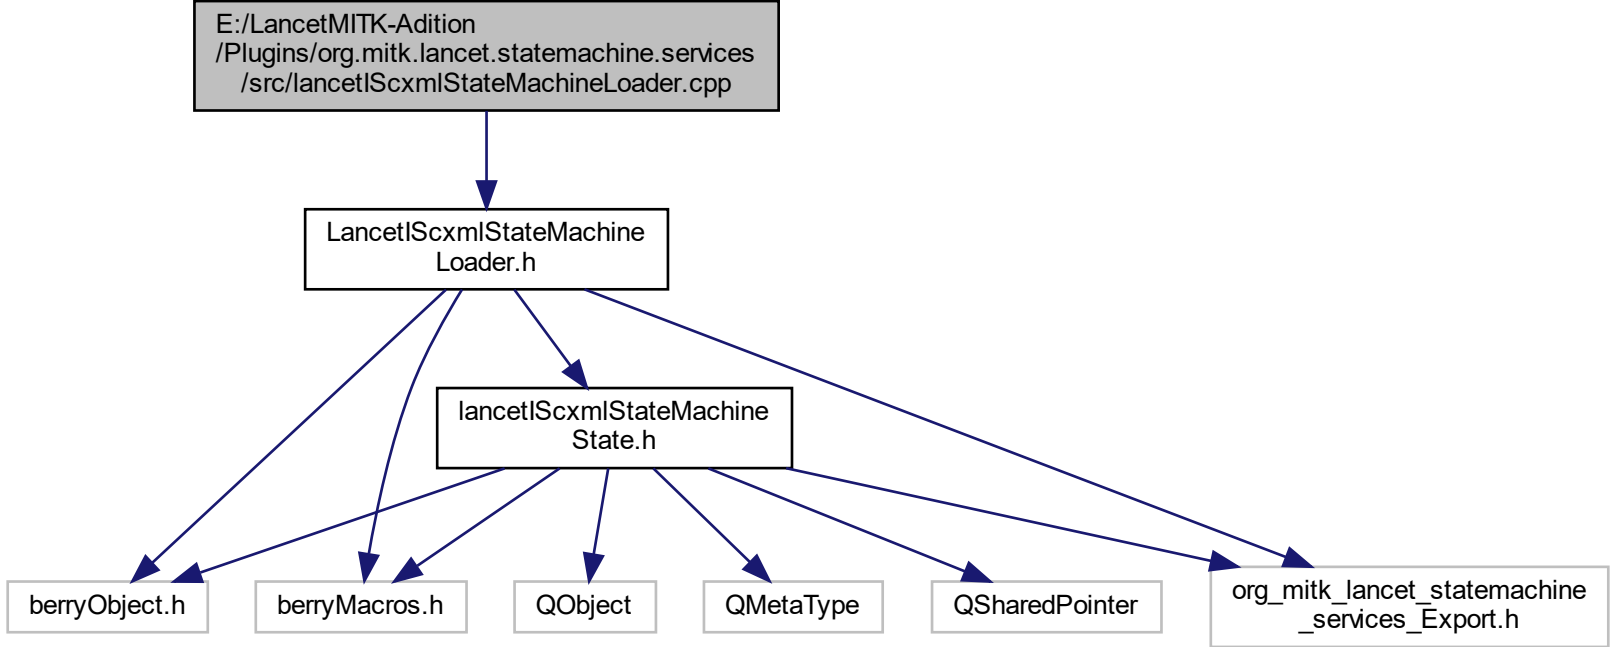 E:/LancetMITK-Adition
/Plugins/org.mitk.lancet.statemachine.services
/src/lancetIScxmlStateMachineLoader.cpp
LancetIScxmlStateMachine
Loader.h
lancetIScxmlStateMachine
State.h
berryObject.h
berryMacros.h
QObject
QMetaType
QSharedPointer
org_mitk_lancet_statemachine
_services_Export.h